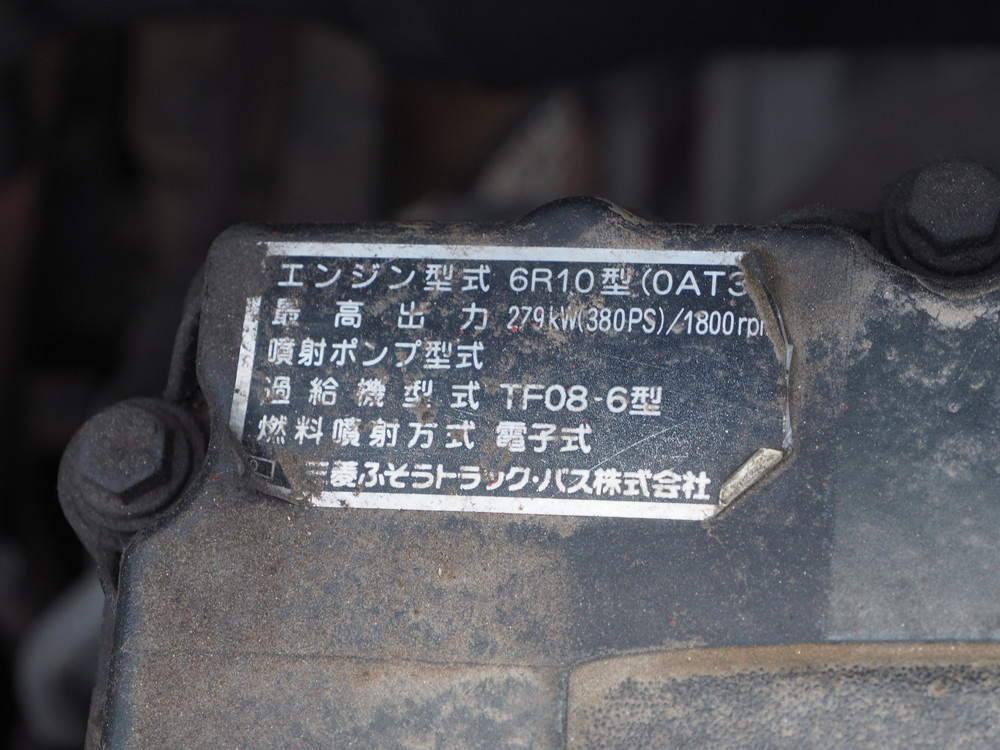 エンジン型式 6R10型(0AT3
最高出力 279kW(380PS)/1800rp
噴射ポンプ型式
過給機型式 TF08-6型
燃料噴射方式 電子式
三菱ふそうトラック・バス株式会社